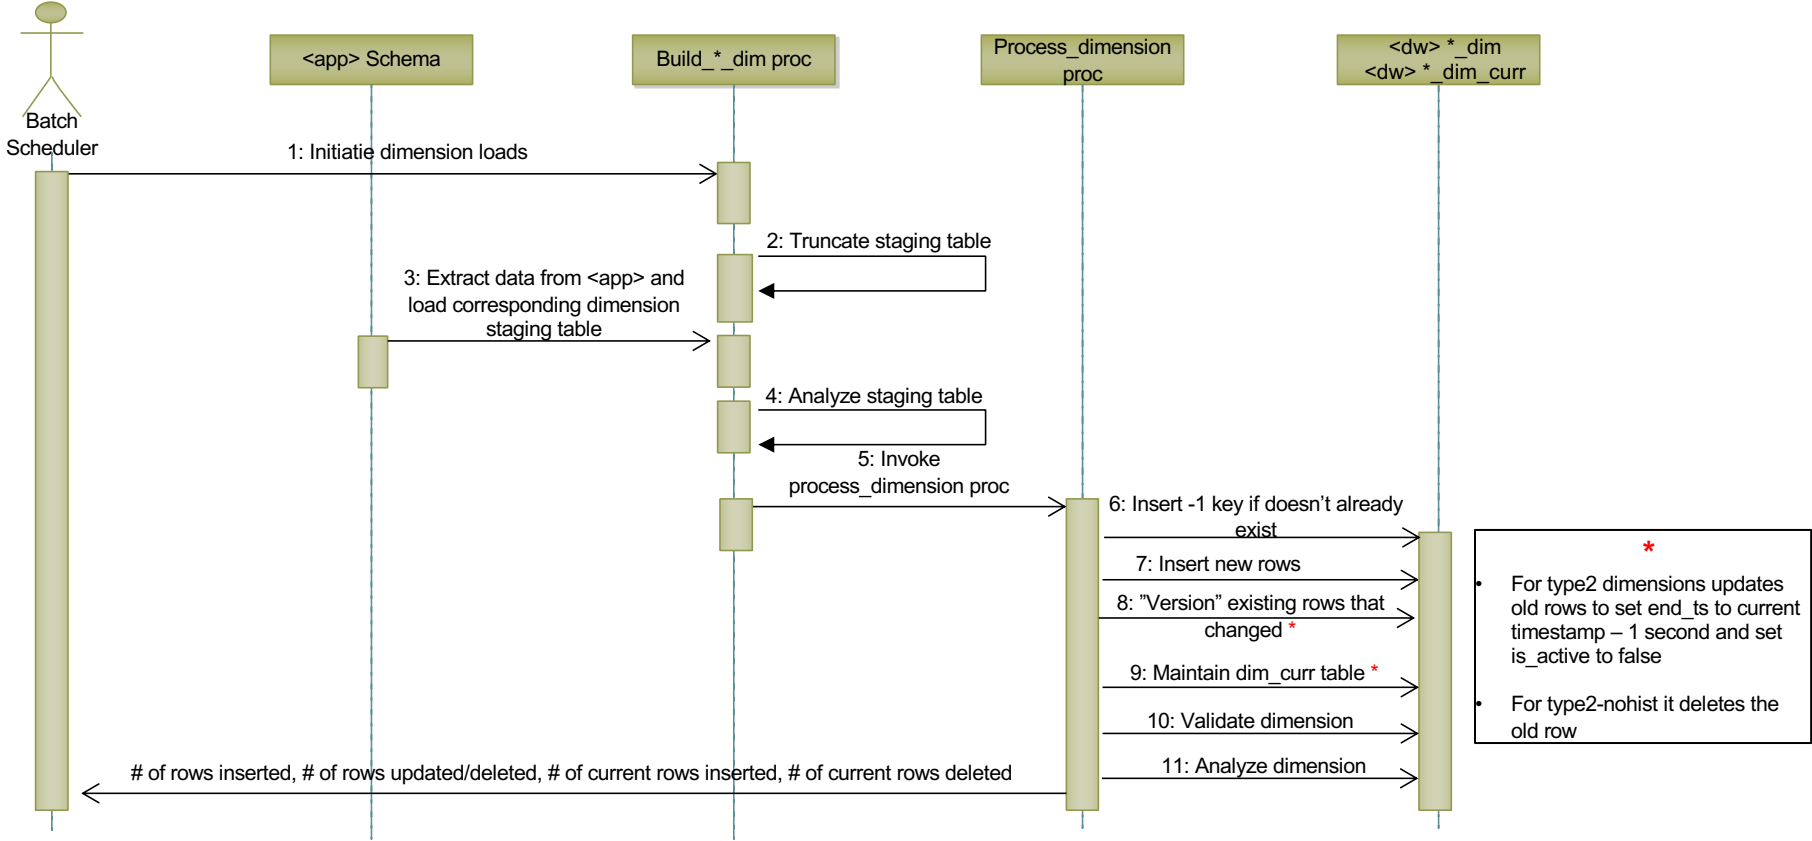 Batch
Scheduler
<app> Schema
Build_*_dim proc
Process_dimension
proc
<dw> *_dim
<dw> *_dim_curr
1: Initiatie dimension loads
2: Truncate staging table
3: Extract data from <app> and
load corresponding dimension
staging table
4: Analyze staging table
5: Invoke
process_dimension proc
6: Insert -1 key if doesn’t already
exist
7: Insert new rows
8: ”Version” existing rows that
changed *
9: Maintain dim_curr table *
10: Validate dimension
11: Analyze dimension
# of rows inserted, # of rows updated/deleted, # of current rows inserted, # of current rows deleted
*
• For type2 dimensions updates
old rows to set end_ts to current
timestamp – 1 second and set
is_active to false
• For type2-nohist it deletes the
old row